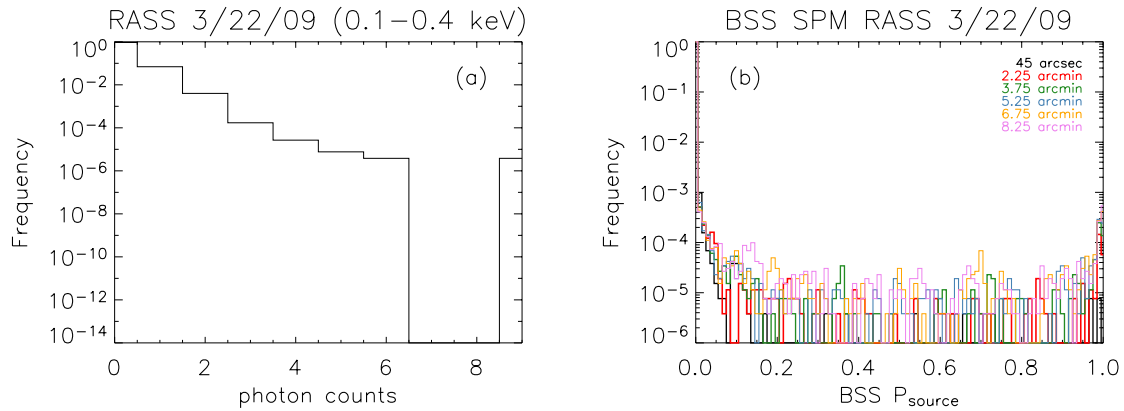 RASS 3/22/09 (0.1−0.4 keV)
10^0
10^-2
10^-4
10^-6
10^-8
10^-10
10^-12
10^-14
Frequency
(a)
0 2 4 6 8
photon counts
BSS SPM RASS 3/22/09
10^0
10^-1
10^-2
10^-3
10^-4
10^-5
10^-6
Frequency
(b)
45 arcsec
2.25 arcmin
3.75 arcmin
5.25 arcmin
6.75 arcmin
8.25 arcmin
0.0 0.2 0.4 0.6 0.8 1.0
BSS P_source